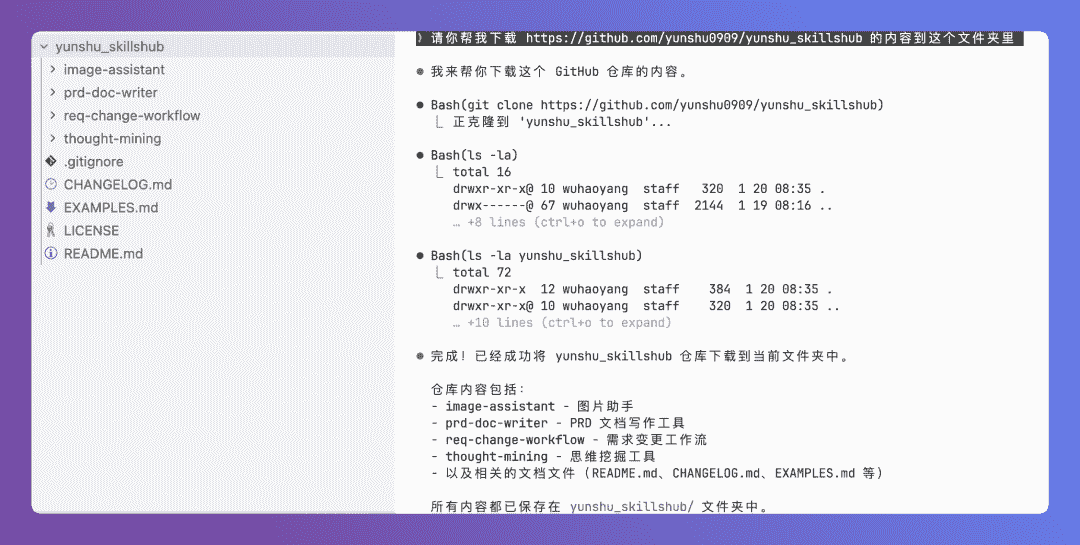 yunshu_skillshub
image-assistant
prd-doc-writer
req-change-workflow
thought-mining
.gitignore
CHANGELOG.md
EXAMPLES.md
LICENSE
README.md
❯ 请你帮我下载 https://github.com/yunshu0909/yunshu_skillshub 的内容到这个文件夹里
● 我来帮你下载这个 GitHub 仓库的内容。
● Bash(git clone https://github.com/yunshu0909/yunshu_skillshub)
⎿ 正克隆到 'yunshu_skillshub'...
● Bash(ls -la)
⎿ total 16
drwxr-xr-x@ 10 wuhaoyang  staff   320  1 20 08:35 .
drwx------@ 67 wuhaoyang  staff  2144  1 19 08:16 ..
… +8 lines (ctrl+o to expand)
● Bash(ls -la yunshu_skillshub)
⎿ total 72
drwxr-xr-x  12 wuhaoyang  staff    384  1 20 08:35 .
drwxr-xr-x@ 10 wuhaoyang  staff    320  1 20 08:35 ..
… +10 lines (ctrl+o to expand)
● 完成！已经成功将 yunshu_skillshub 仓库下载到当前文件夹中。
仓库内容包括：
- image-assistant - 图片助手
- prd-doc-writer - PRD 文档写作工具
- req-change-workflow - 需求变更工作流
- thought-mining - 思维挖掘工具
- 以及相关的文档文件（README.md、CHANGELOG.md、EXAMPLES.md 等）
所有内容都已保存在 yunshu_skillshub/ 文件夹中。